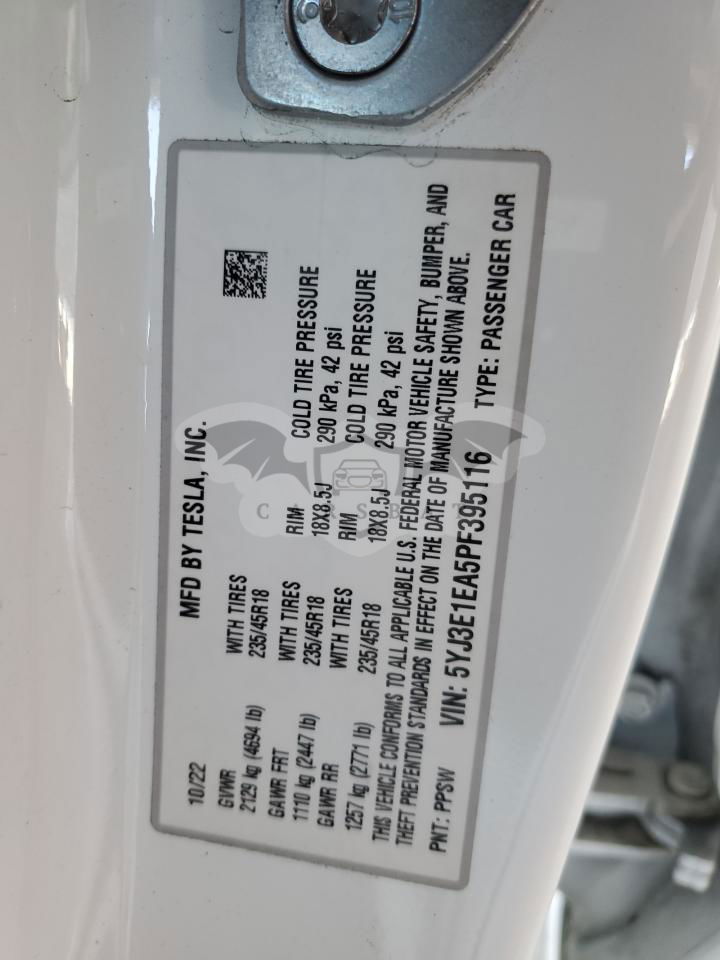 10/22 MFD BY TESLA, INC.
GVWR WITH TIRES
2129 kg (4694 lb) 235/45R18
GAWR FRT WITH TIRES RIM COLD TIRE PRESSURE
1110 kg (2447 lb) 235/45R18 18X8.5J 290 kPa, 42 psi
GAWR RR WITH TIRES RIM COLD TIRE PRESSURE
1257 kg (2771 lb) 235/45R18 18X8.5J 290 kPa, 42 psi
THIS VEHICLE CONFORMS TO ALL APPLICABLE U.S. FEDERAL MOTOR VEHICLE SAFETY, BUMPER, AND
THEFT PREVENTION STANDARDS IN EFFECT ON THE DATE OF MANUFACTURE SHOWN ABOVE.
PNT: PPSW VIN: 5YJ3E1EA5PF395116 TYPE: PASSENGER CAR
CARSBAT
10